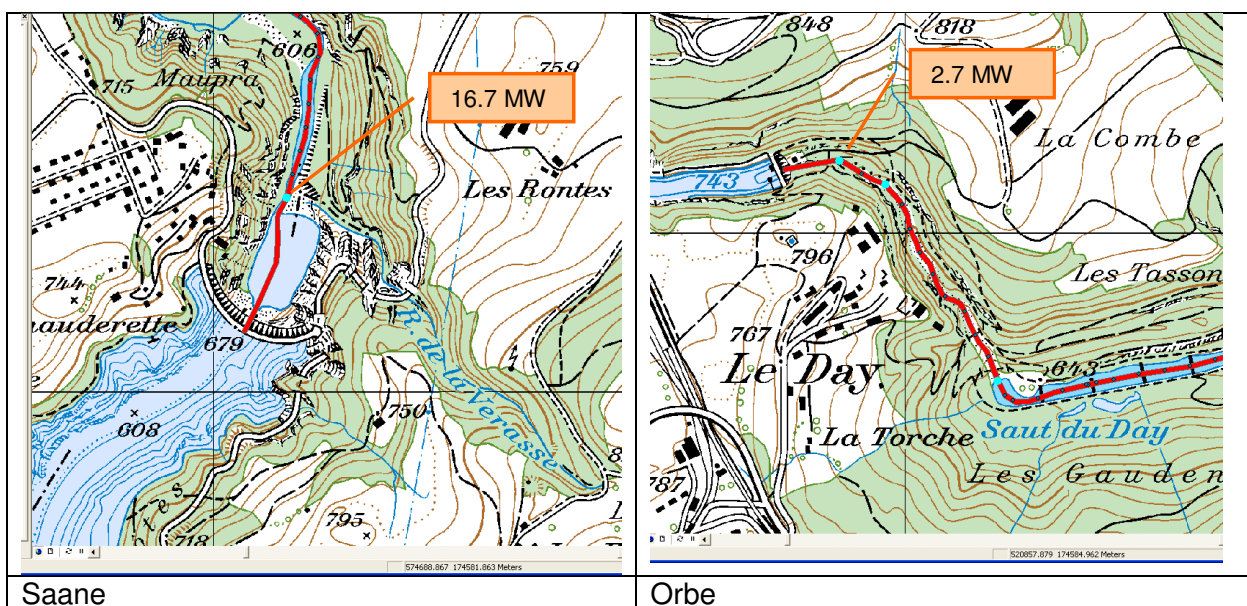 606
Maupra
715
759
16.7 MW
Les Rontes
744
679
R. de la Verasse
608
750
795
718
574688.867 174581.863 Meters
Saane
848
818
2.7 MW
La Combe
743
796
Les Tasson
767
Le Day
643
La Torche
Saut du Day
Les Gauden
787
520857.879 174584.962 Meters
Orbe